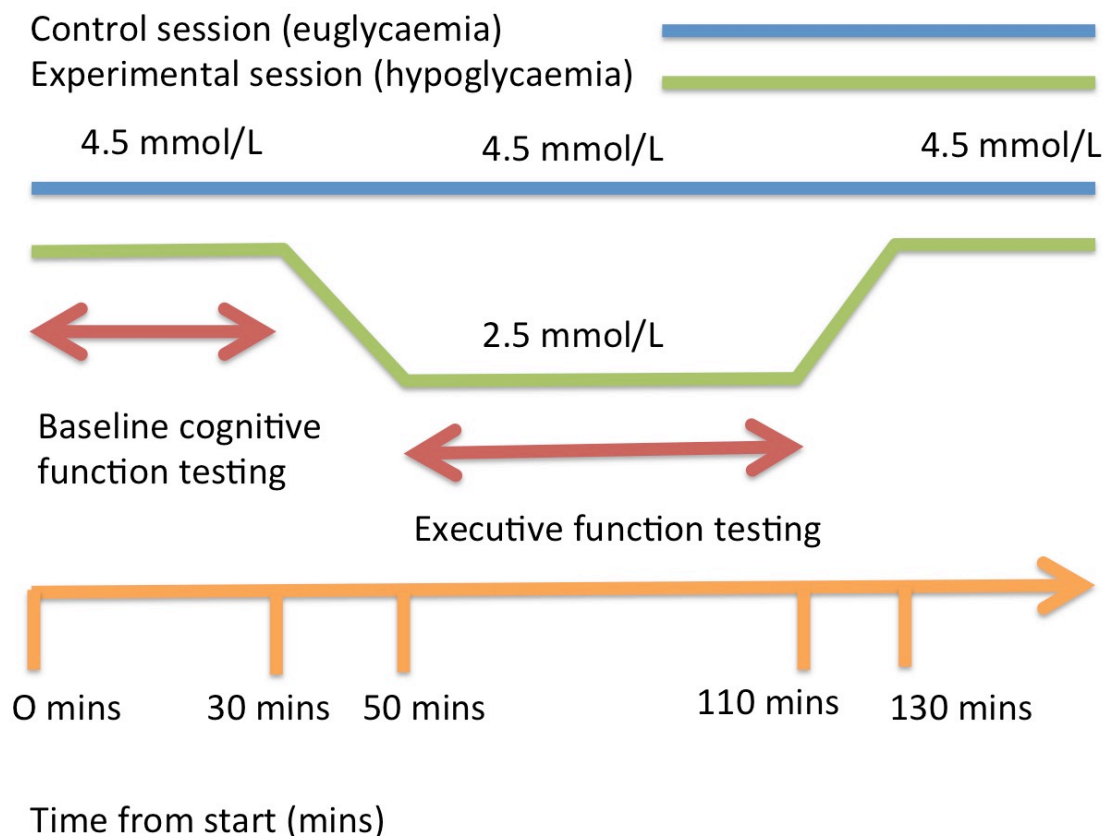 Control session (euglycaemia)
Experimental session (hypoglycaemia)
4.5 mmol/L 4.5 mmol/L 4.5 mmol/L
2.5 mmol/L
Baseline cognitive
function testing
Executive function testing
O mins 30 mins 50 mins 110 mins 130 mins
Time from start (mins)